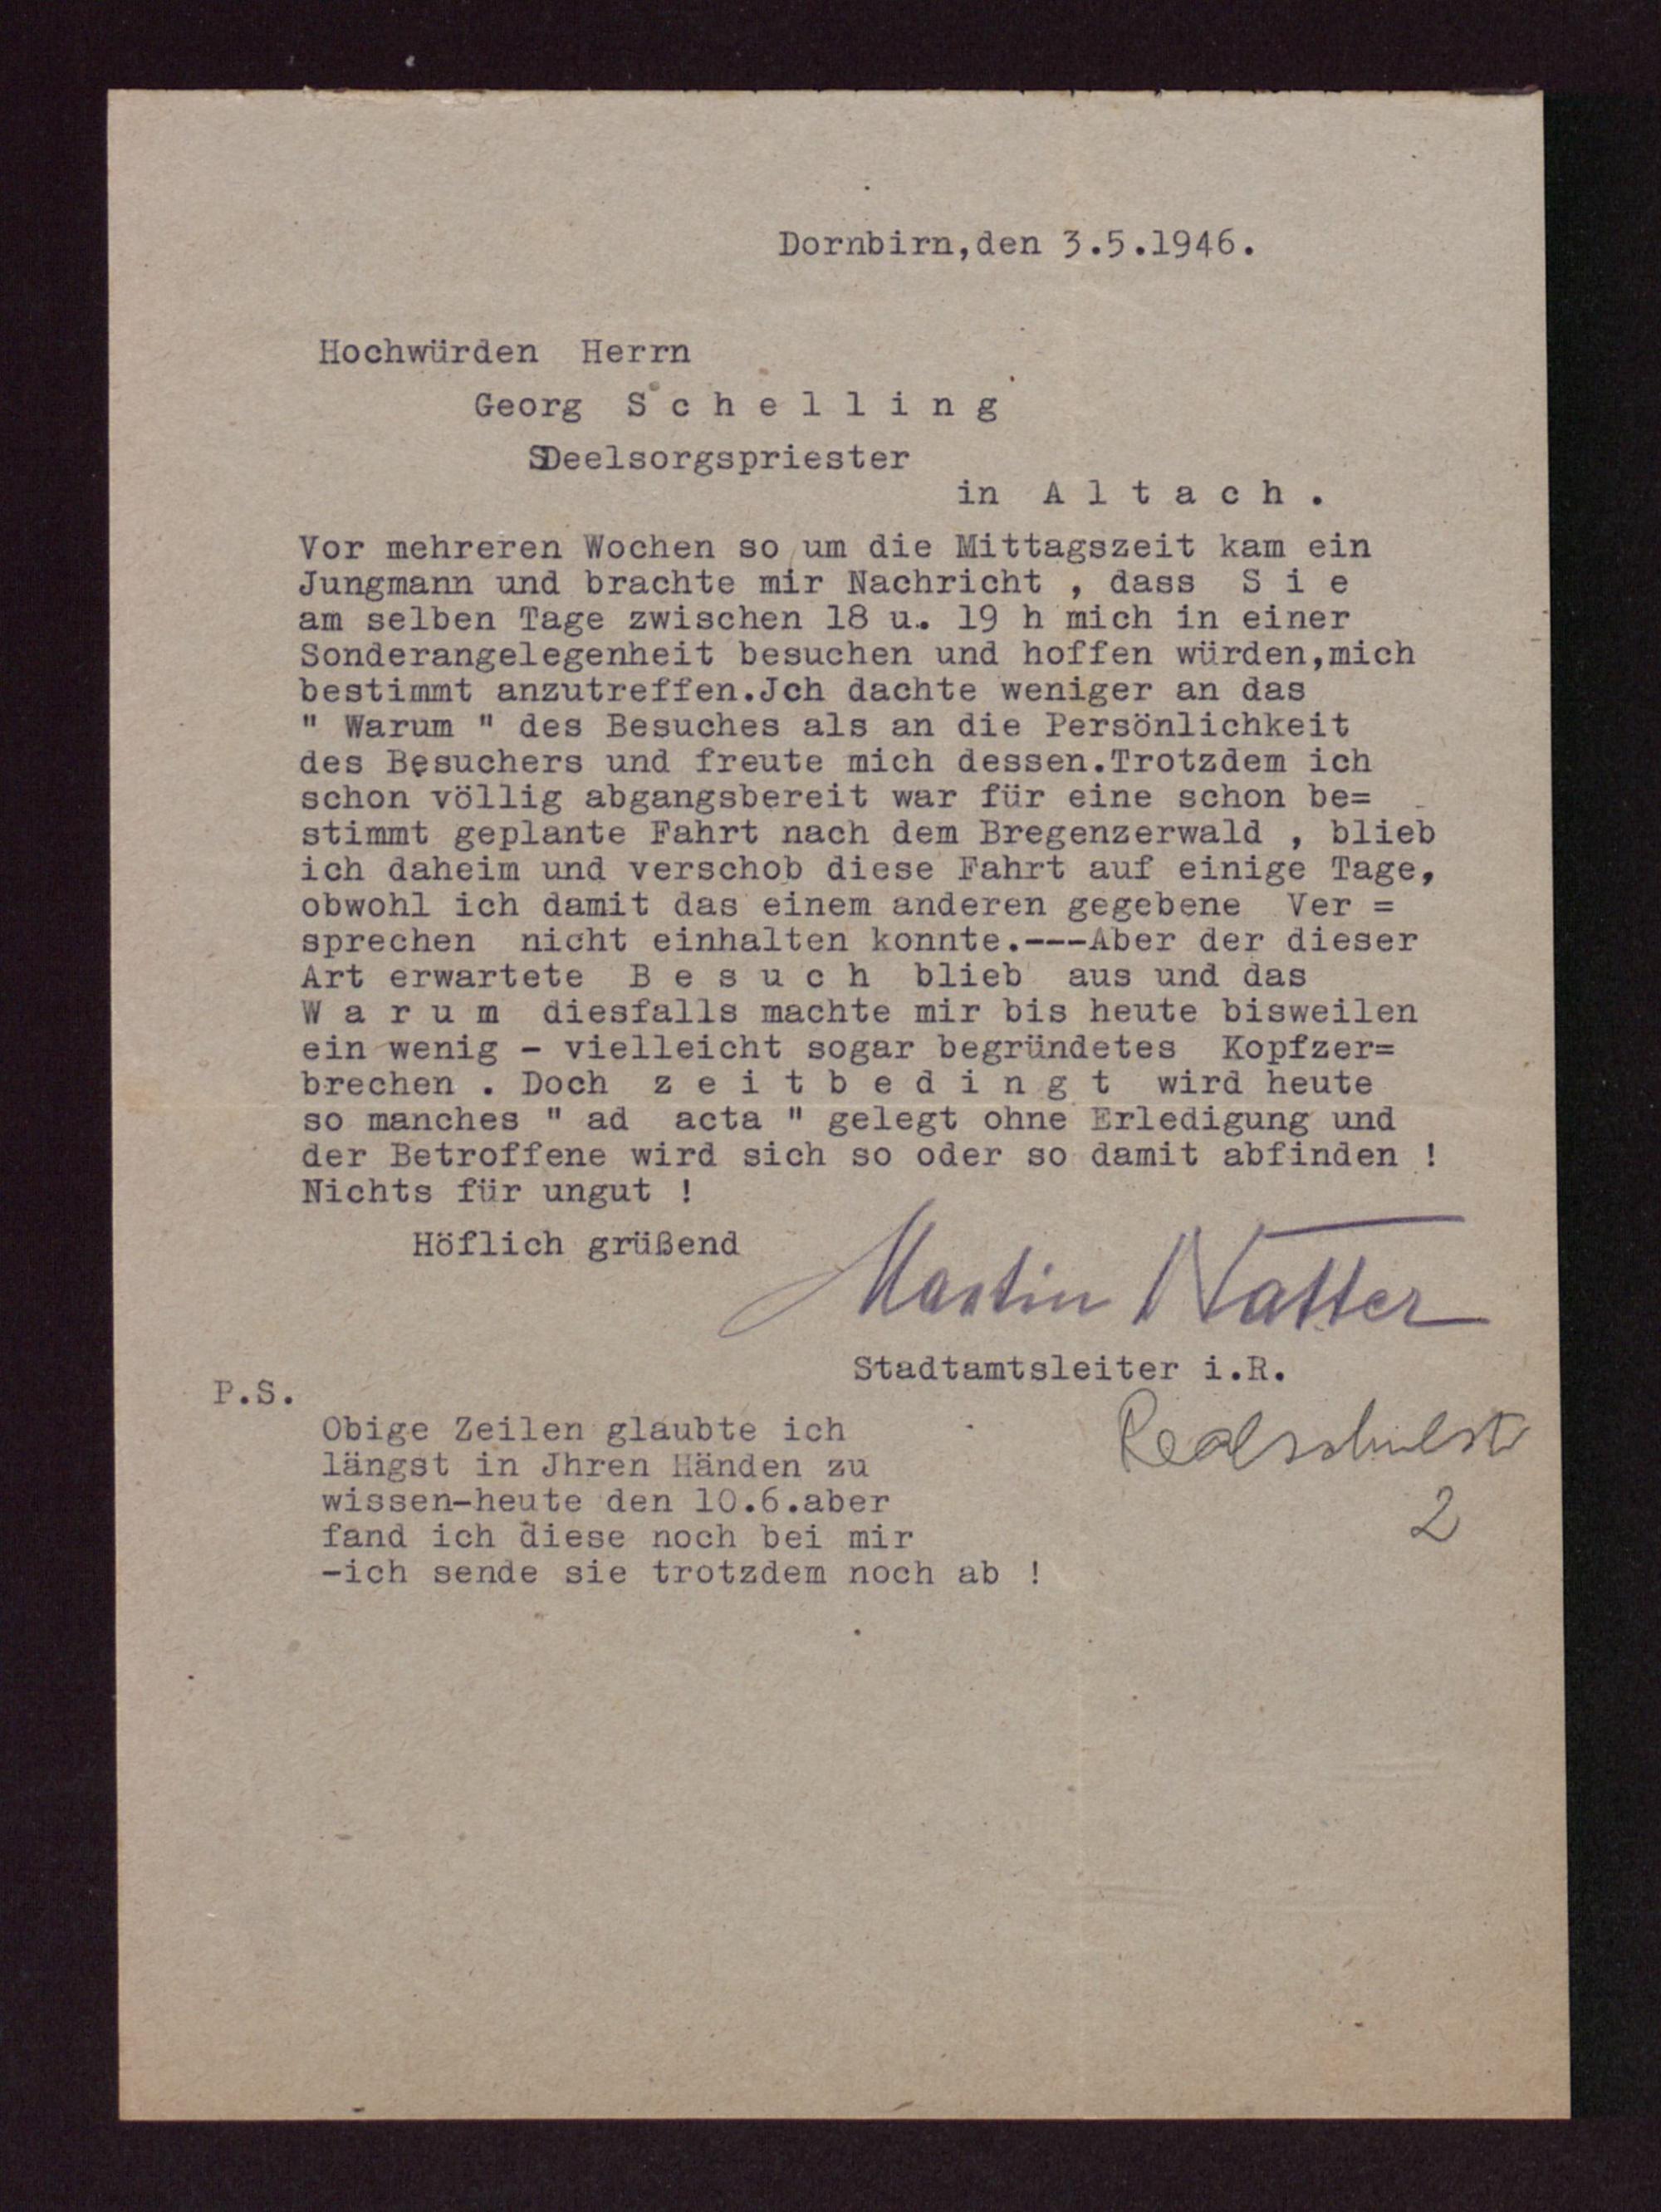 Dornbirn,den 3.5.1946.
Hochwürden Herrn
Georg S c h e l l i n g
Seelsorgspriester
in A l t a c h .
Vor mehreren Wochen so um die Mittagszeit kam ein
Jungmann und brachte mir Nachricht , dass S i e
am selben Tage zwischen 18 u. 19 h mich in einer
Sonderangelegenheit besuchen und hoffen würden,mich
bestimmt anzutreffen.Jch dachte weniger an das
" Warum " des Besuches als an die Persönlichkeit
des Besuchers und freute mich dessen.Trotzdem ich
schon völlig abgangsbereit war für eine schon be=
stimmt geplante Fahrt nach dem Bregenzerwald , blieb
ich daheim und verschob diese Fahrt auf einige Tage,
obwohl ich damit das einem anderen gegebene Ver =
sprechen nicht einhalten konnte.---Aber der dieser
Art erwartete B e s u c h blieb aus und das
W a r u m diesfalls machte mir bis heute bisweilen
ein wenig - vielleicht sogar begründetes Kopfzer=
brechen . Doch z e i t b e d i n g t wird heute
so manches " ad acta " gelegt ohne Erledigung und
der Betroffene wird sich so oder so damit abfinden !
Nichts für ungut !
Höflich grüßend
Martin Natter
Stadtamtsleiter i.R.
Realschulstr
2
P.S.
Obige Zeilen glaubte ich
längst in Jhren Händen zu
wissen-heute den 10.6.aber
fand ich diese noch bei mir
-ich sende sie trotzdem noch ab !